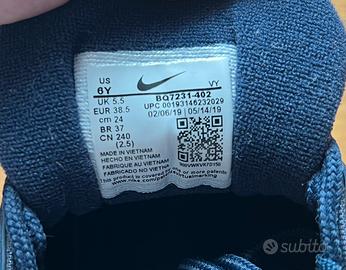 US
6Y
VY
UK 5.5
BQ7231-402
EUR 38.5
UPC 00193146232029
cm 24
02/06/19 | 05/14/19
BR 37
CN 240
(2.5)
MADE IN VIETNAM
HECHO EN VIETNAM
FABRIQUE AU VIETNAM
FABRICADO NO VIETNAM
subito